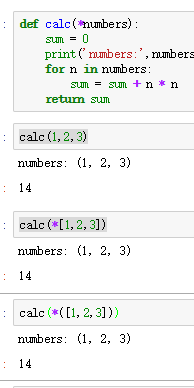 def calc(*numbers):
sum = 0
print('numbers:',numbers
for n in numbers:
sum = sum + n * n
return sum
calc(1,2,3)
numbers: (1, 2, 3)
14
calc(*[1,2,3])
numbers: (1, 2, 3)
14
calc(*([1,2,3]))
numbers: (1, 2, 3)
14